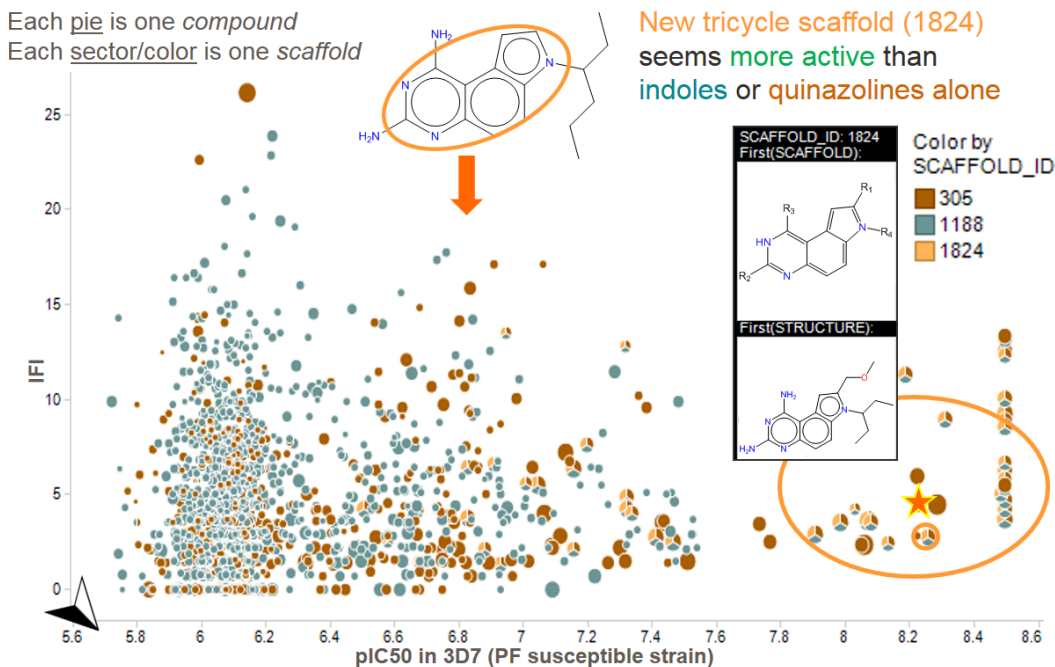 Each pie is one compound
Each sector/color is one scaffold
New tricycle scaffold (1824)
seems more active than
indoles or quinazolines alone
NH₂
N
N
N
H₂N
SCAFFOLD_ID: 1824
First(SCAFFOLD):
R₁
R₃
HN
N
R₄
R₂
N
First(STRUCTURE):
O
NH₂
N
N
H₂N
N
Color by
SCAFFOLD_ID
305
1188
1824
IFI
25
20
15
10
5
0
5.6
5.8
6
6.2
6.4
6.6
6.8
7
7.2
7.4
7.6
7.8
8
8.2
8.4
8.6
pIC50 in 3D7 (PF susceptible strain)